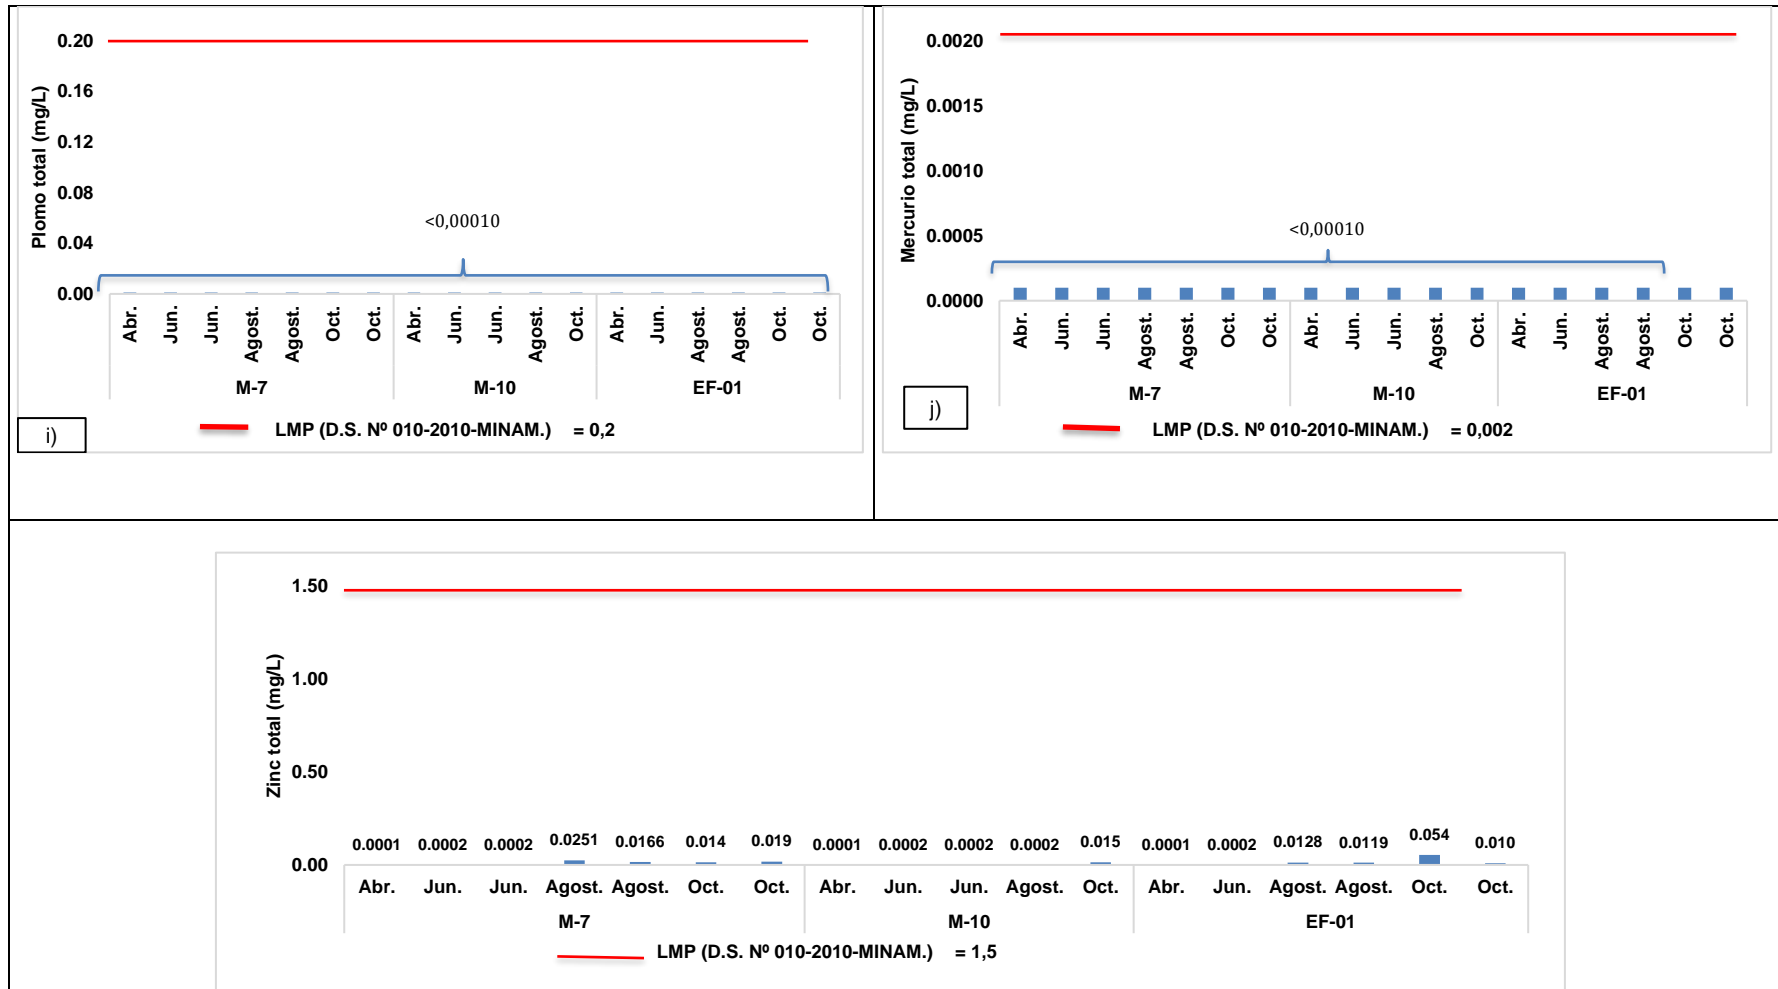 0.20
0.16
0.12
0.08
0.04
0.00
Plomo total (mg/L)
<0,00010
Abr. Jun. Jun. Agost. Agost. Oct. Oct. Abr. Jun. Jun. Agost. Oct. Abr. Jun. Agost. Agost. Oct. Oct.
M-7 M-10 EF-01
LMP (D.S. Nº 010-2010-MINAM.) = 0,2
i)
0.0020
0.0015
0.0010
0.0005
0.0000
Mercurio total (mg/L)
<0,00010
Abr. Jun. Jun. Agost. Agost. Oct. Oct. Abr. Jun. Jun. Agost. Oct. Abr. Jun. Agost. Agost. Oct. Oct.
M-7 M-10 EF-01
j)
LMP (D.S. Nº 010-2010-MINAM.) = 0,002
1.50
1.00
0.50
0.00
Zinc total (mg/L)
0.0001 0.0002 0.0002 0.0251 0.0166 0.014 0.019 0.0001 0.0002 0.0002 0.0002 0.015 0.0001 0.0002 0.0128 0.0119 0.054 0.010
Abr. Jun. Jun. Agost. Agost. Oct. Oct. Abr. Jun. Jun. Agost. Oct. Abr. Jun. Agost. Agost. Oct. Oct.
M-7 M-10 EF-01
LMP (D.S. Nº 010-2010-MINAM.) = 1,5